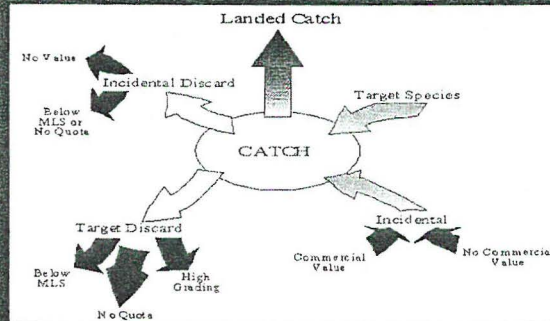 Landed Catch
No Value
Incidental Discard
Target Species
Below
MLS or
No Quota
CATCH
Incidental
Target Discard
Commercial
Value
No Commercial
Value
Below
MLS
High
Grading
No Quota